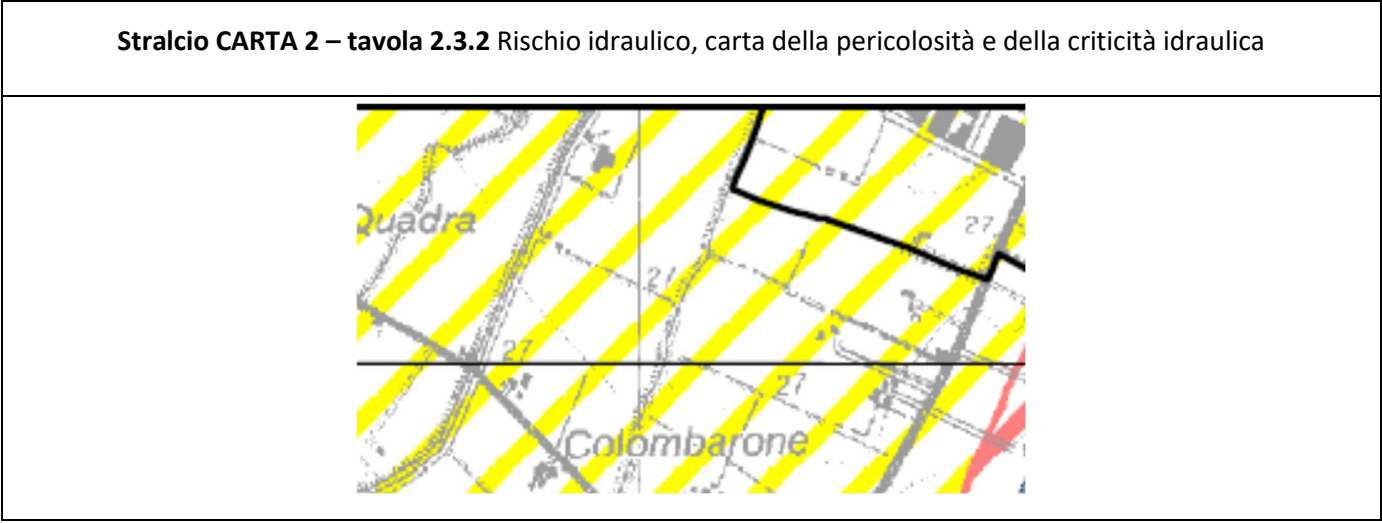 Stralcio CARTA 2 – tavola 2.3.2 Rischio idraulico, carta della pericolosità e della criticità idraulica
Quadra
27
27
27
27
Colombarone